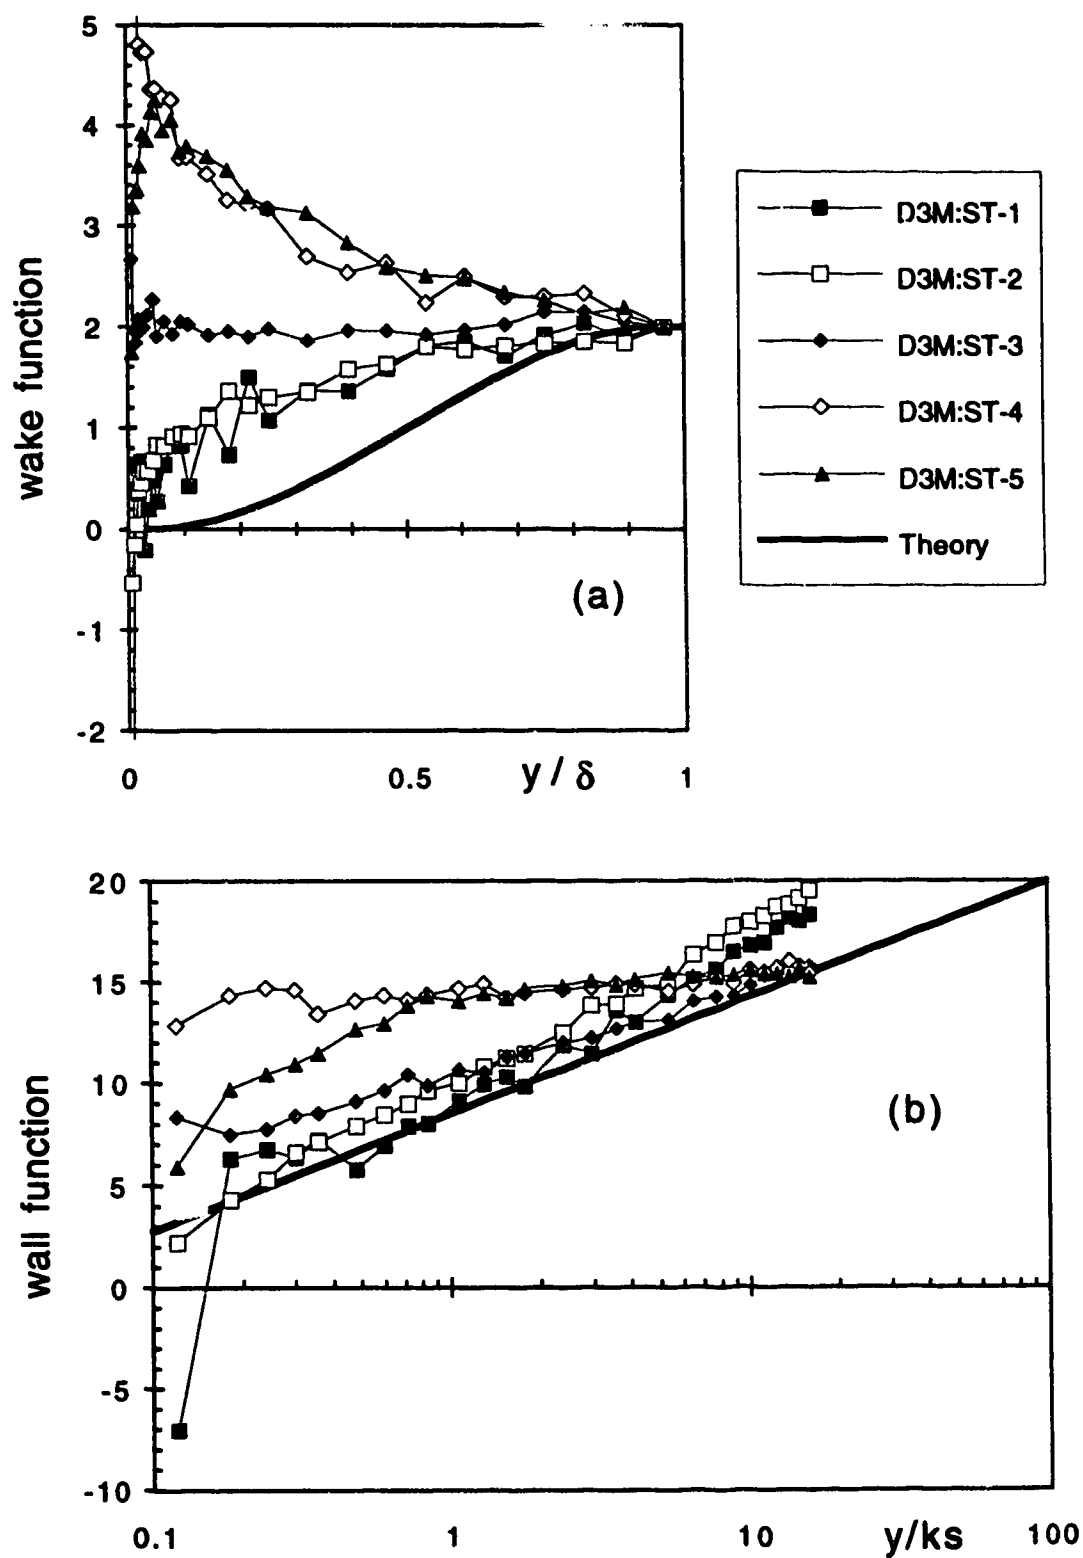 5
4
3
2
1
0
-1
-2
wake function
0
0.5
y / δ
1
(a)
D3M:ST-1
D3M:ST-2
D3M:ST-3
D3M:ST-4
D3M:ST-5
Theory
20
15
10
5
0
-5
-10
wall function
(b)
0.1
1
10
y/ks
100